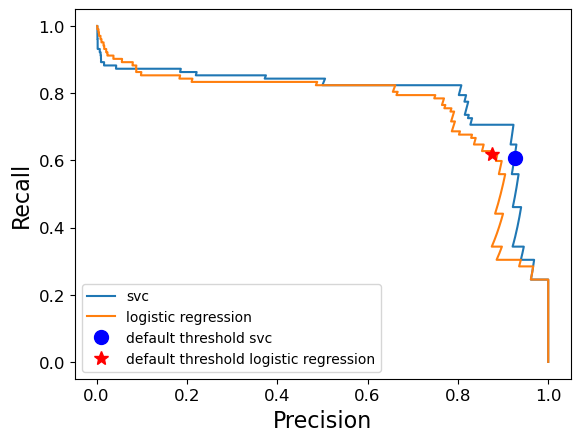 1.0
0.8
0.6
0.4
0.2
0.0
Recall
svc
logistic regression
default threshold svc
default threshold logistic regression
0.0 0.2 0.4 0.6 0.8 1.0
Precision